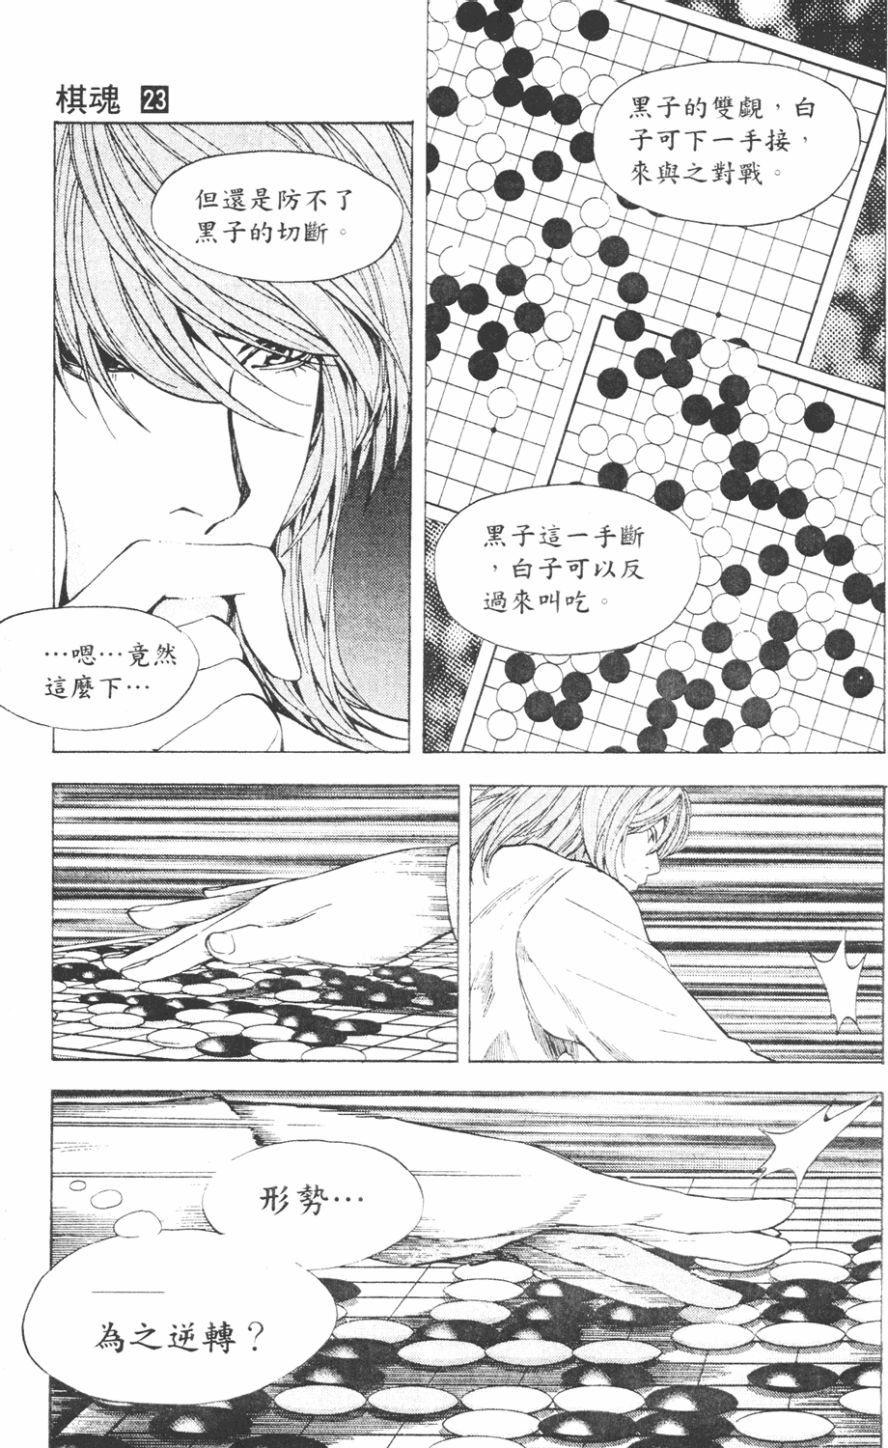 棋魂 23
黑子的雙覷，白
子可下一手接，
來與之對戰。
黑子這一手斷
，白子可以反
過來叫吃。
但還是防不了
黑子的切斷。
…嗯…竟然
這麼下…
形勢…
——
為之逆轉？